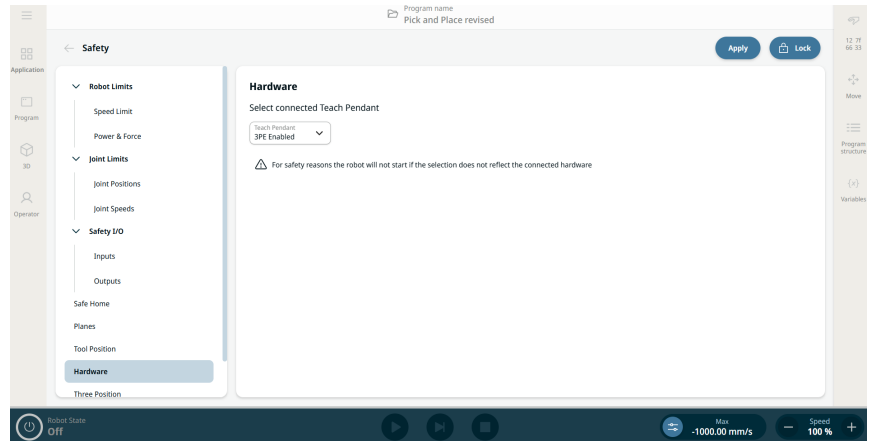 Program name
Pick and Place revised
Safety
Apply
Lock
12 7f
66 33
Application
Program
3D
Operator
Robot Limits
Speed Limit
Power & Force
Joint Limits
Joint Positions
Joint Speeds
Safety I/O
Inputs
Outputs
Safe Home
Planes
Tool Position
Hardware
Three Position
Hardware
Select connected Teach Pendant
Teach Pendant
3PE Enabled
For safety reasons the robot will not start if the selection does not reflect the connected hardware
Move
Program
structure
{x}
Variables
Robot State
Off
Max
-1000.00 mm/s
Speed
100 %